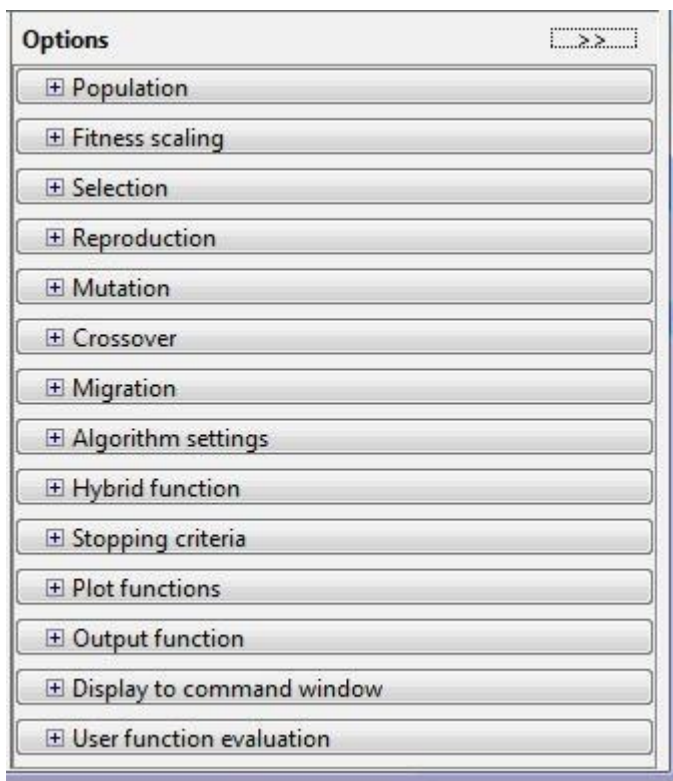 Options >>
Population
Fitness scaling
Selection
Reproduction
Mutation
Crossover
Migration
Algorithm settings
Hybrid function
Stopping criteria
Plot functions
Output function
Display to command window
User function evaluation